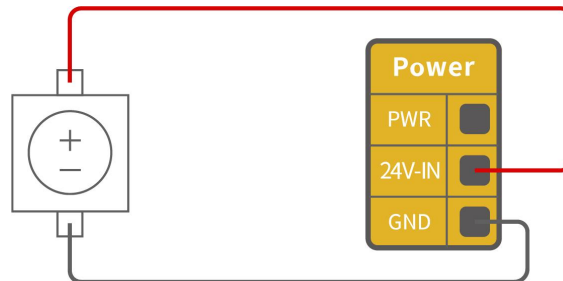 Power
PWR
24V-IN
GND
+
−